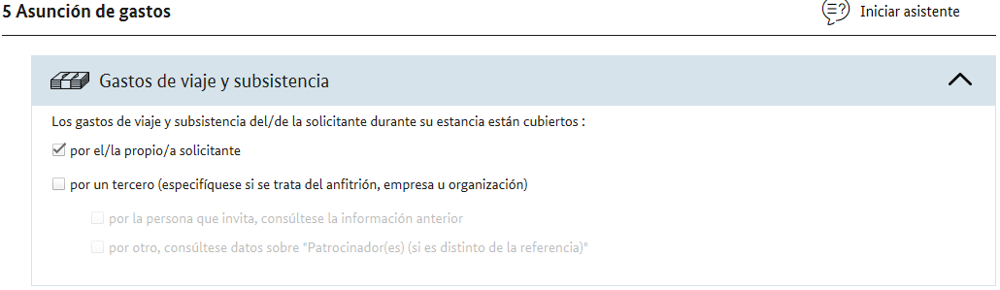 5 Asunción de gastos
Iniciar asistente
Gastos de viaje y subsistencia
Los gastos de viaje y subsistencia del/de la solicitante durante su estancia están cubiertos :
por el/la propio/a solicitante
por un tercero (especifíquese si se trata del anfitrión, empresa u organización)
por la persona que invita, consúltese la información anterior
por otro, consúltese datos sobre "Patrocinador(es) (si es distinto de la referencia)"